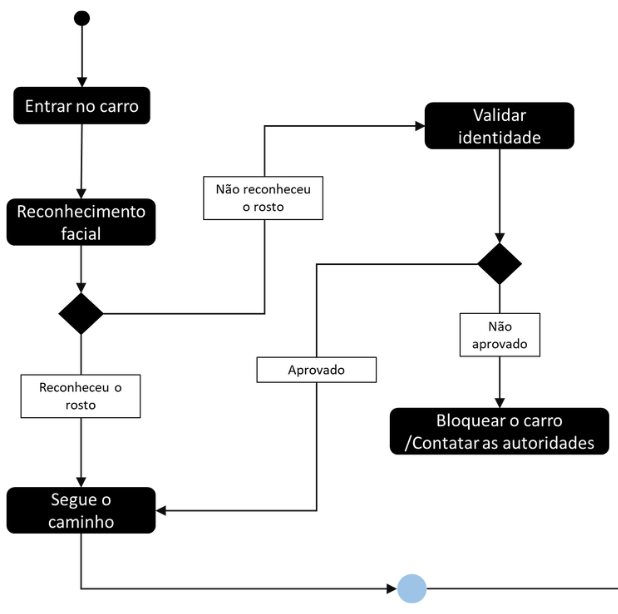 Entrar no carro
Reconhecimento
facial
Não reconheceu
o rosto
Validar
identidade
Reconheceu o
rosto
Aprovado
Não
aprovado
Bloquear o carro
/Contatar as autoridades
Segue o
caminho